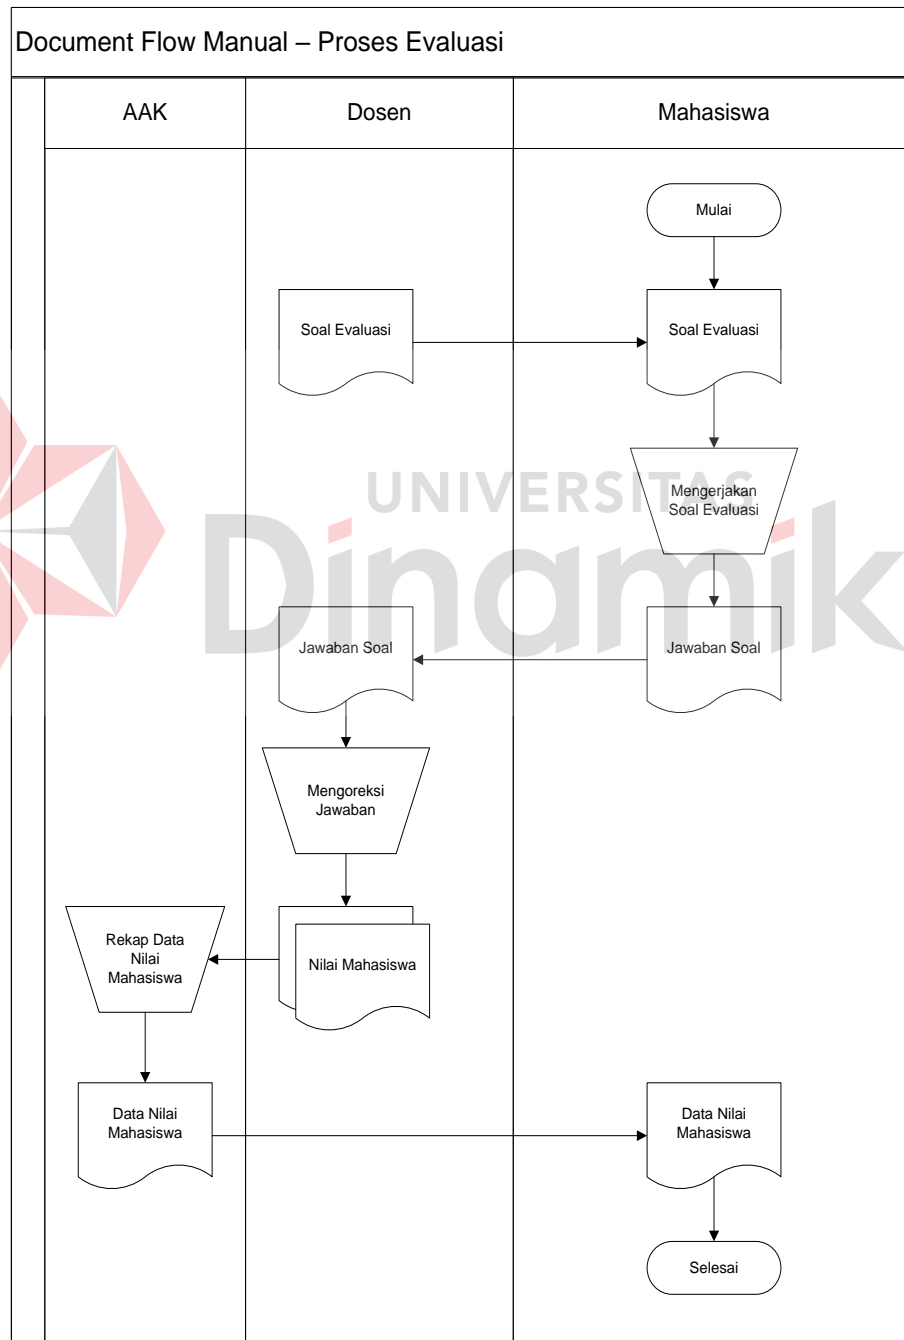 Document Flow Manual – Proses Evaluasi
AAK
Dosen
Mahasiswa
Mulai
Soal Evaluasi
Soal Evaluasi
UNIVERSITAS
Dinamika
Mengerjakan
Soal Evaluasi
Jawaban Soal
Jawaban Soal
Mengoreksi
Jawaban
Rekap Data
Nilai
Mahasiswa
Nilai Mahasiswa
Data Nilai
Mahasiswa
Data Nilai
Mahasiswa
Selesai